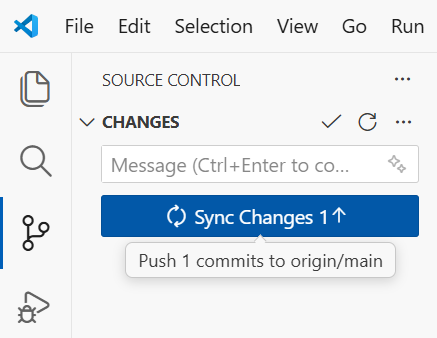 File Edit Selection View Go Run
SOURCE CONTROL
CHANGES
Message (Ctrl+Enter to co...
Sync Changes 1↑
Push 1 commits to origin/main